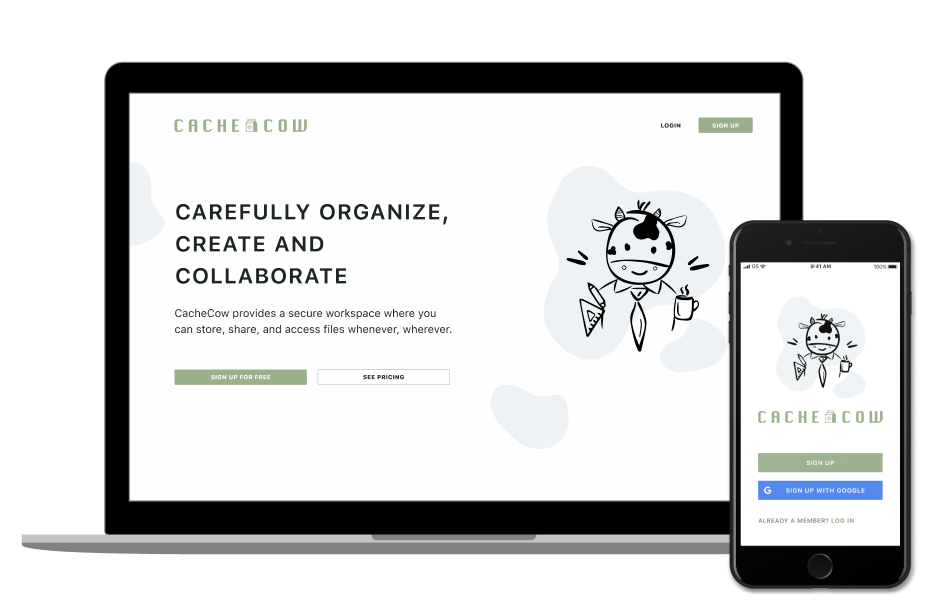 CACHE COW
LOGIN
SIGN UP
CAREFULLY ORGANIZE,
CREATE AND
COLLABORATE
CacheCow provides a secure workspace where you
can store, share, and access files whenever, wherever.
SIGN UP FOR FREE
SEE PRICING
GS
9:41 AM
100%
CACHE COW
SIGN UP
G SIGN UP WITH GOOGLE
ALREADY A MEMBER? LOG IN